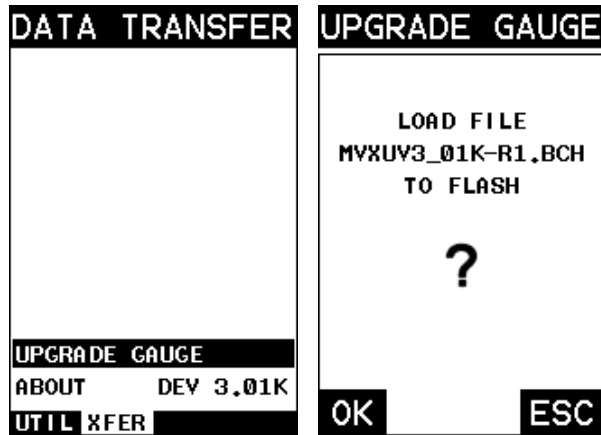 DATA TRANSFER
UPGRADE GAUGE
ABOUT DEV 3.01K
UTIL XFER
UPGRADE GAUGE
LOAD FILE
MVXUV3_01K-R1.BCH
TO FLASH
?
OK ESC